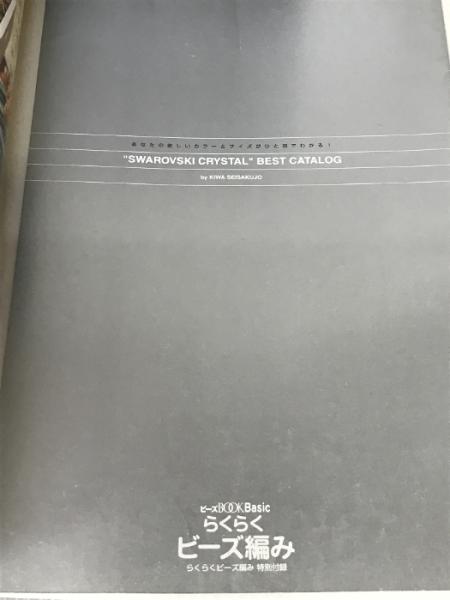 あなたの欲しいカラーとサイズがひと目でわかる!
"SWAROVSKI CRYSTAL" BEST CATALOG
by KIWA SEISAKUJO
ビーズBOOK Basic
らくらく
ビーズ編み
らくらくビーズ編み 特別付録